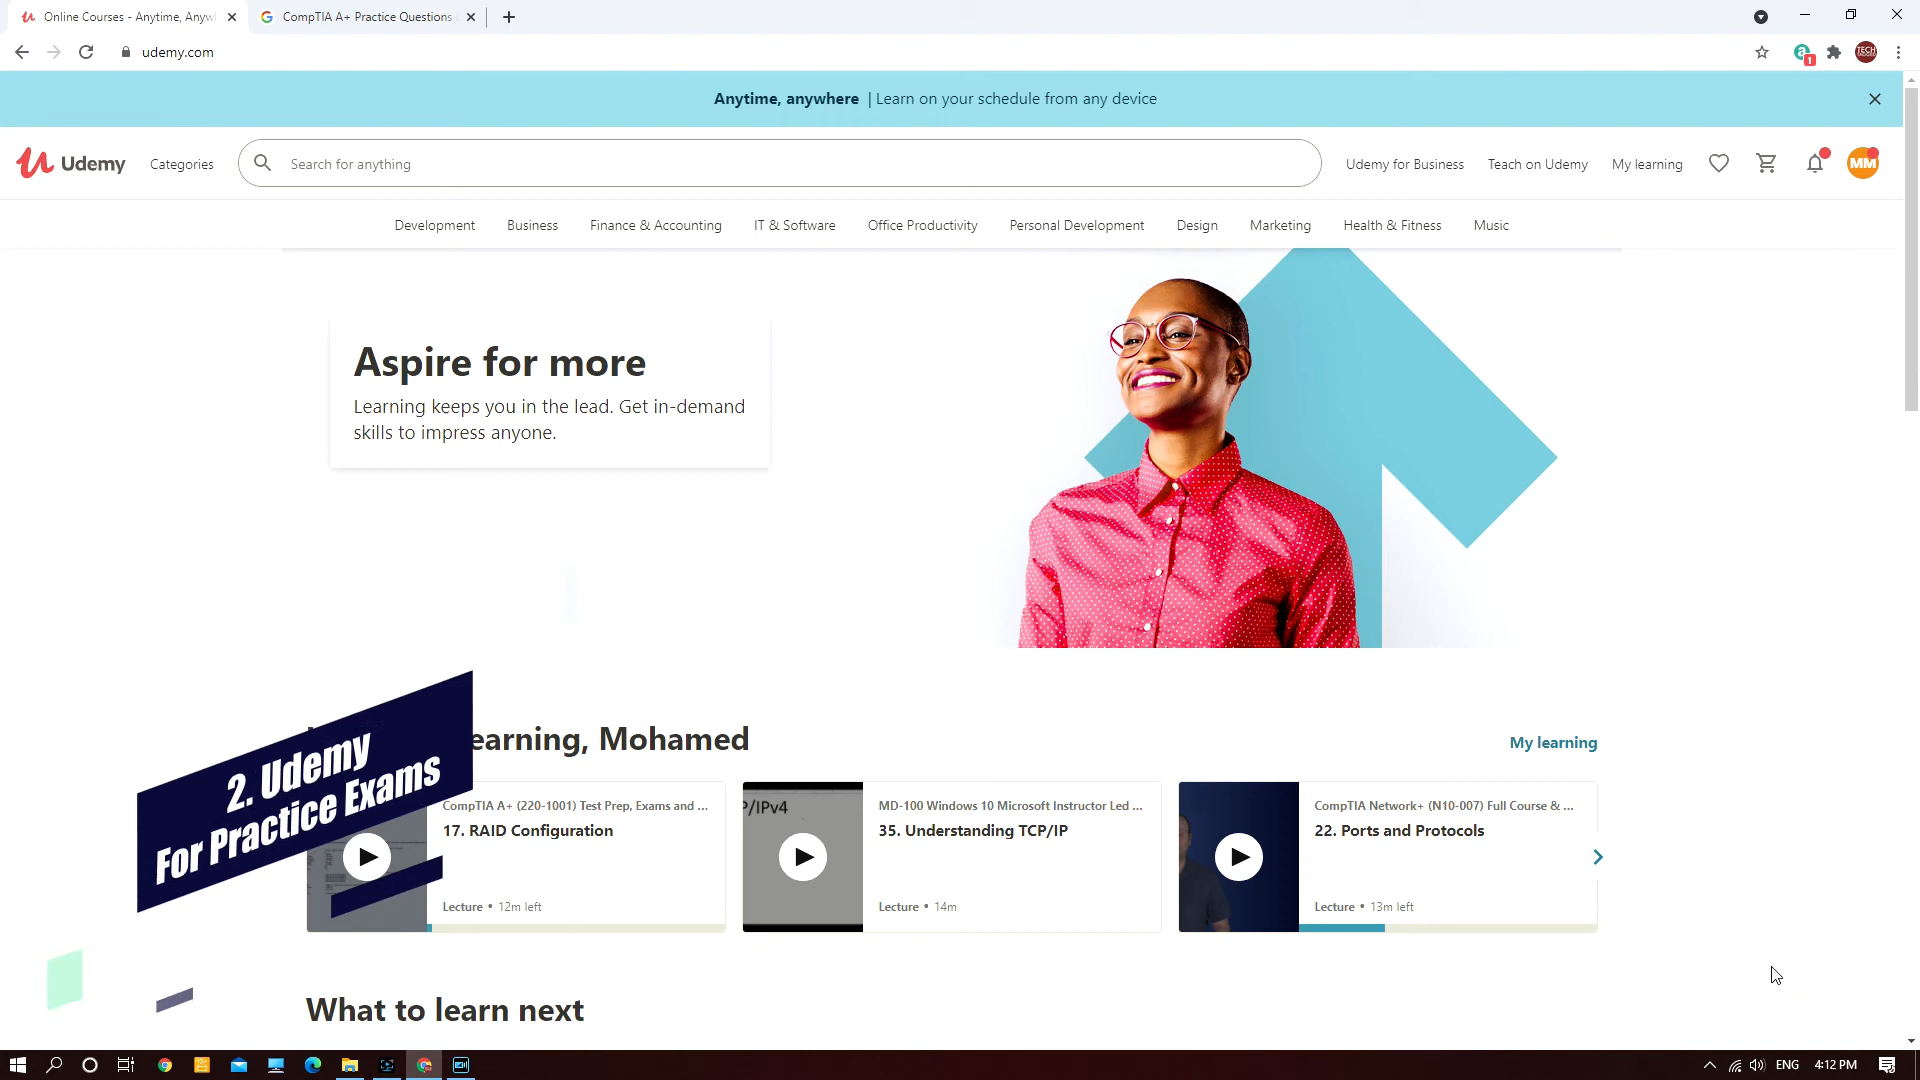 Online Courses - Anytime, Anyw
CompTIA A+ Practice Questions
udemy.com
1
TECH
Anytime, anywhere | Learn on your schedule from any device
Udemy
Categories
Search for anything
Udemy for Business
Teach on Udemy
My learning
MM
Development
Business
Finance & Accounting
IT & Software
Office Productivity
Personal Development
Design
Marketing
Health & Fitness
Music
Aspire for more
Learning keeps you in the lead. Get in-demand
skills to impress anyone.
earning, Mohamed
My learning
2. Udemy
For Practice Exams
CompTIA A+ (220-1001) Test Prep, Exams and ...
17. RAID Configuration
Lecture • 12m left
P/IPv4
MD-100 Windows 10 Microsoft Instructor Led ...
35. Understanding TCP/IP
Lecture • 14m
CompTIA Network+ (N10-007) Full Course & ...
22. Ports and Protocols
Lecture • 13m left
What to learn next
ENG
4:12 PM